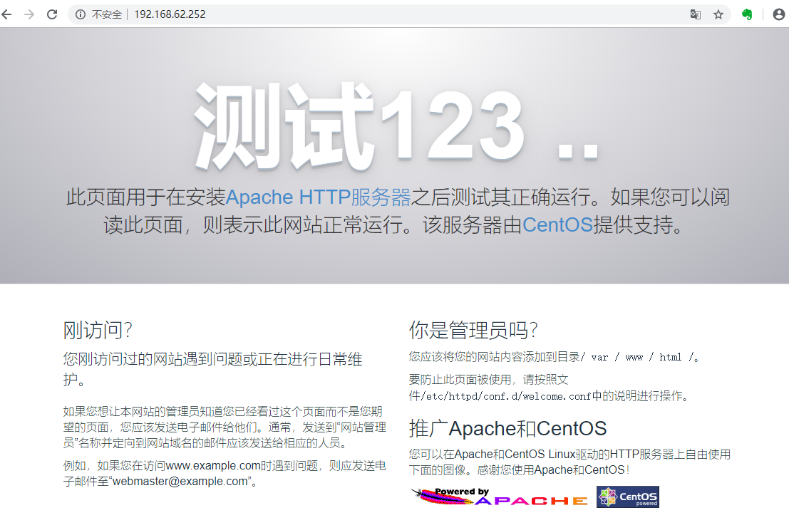 不安全 192.168.62.252
测试123 ..
此页面用于在安装Apache HTTP服务器之后测试其正确运行。如果您可以阅
读此页面，则表示此网站正常运行。该服务器由CentOS提供支持。
刚访问？
您刚访问过的网站遇到问题或正在进行日常维
护。
如果您想让本网站的管理员知道您已经看过这个页面而不是您期
望的页面，您应该发送电子邮件给他们。通常，发送到“网站管理
员”名称并定向到网站域名的邮件应该发送给相应的人员。
例如，如果您在访问www.example.com时遇到问题，则应发送电
子邮件至“webmaster@example.com”。
你是管理员吗？
您应该将您的网站内容添加到目录/ var / www / html /。
要防止此页面被使用，请按照文
件/etc/httpd/conf.d/welcome.conf中的说明进行操作。
推广Apache和CentOS
您可以在Apache和CentOS Linux驱动的HTTP服务器上自由使用
下面的图像。感谢您使用Apache和CentOS！
Powered by
APACHE
CentOS
powered